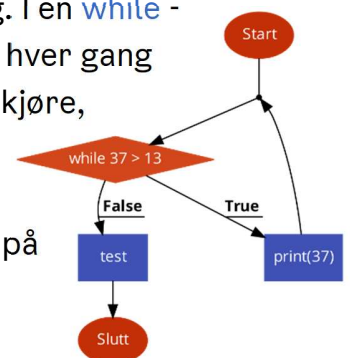 g. I en while -
Start
hver gang
kjøre,
while 37 > 13
False
True
på
test
print(37)
Slutt